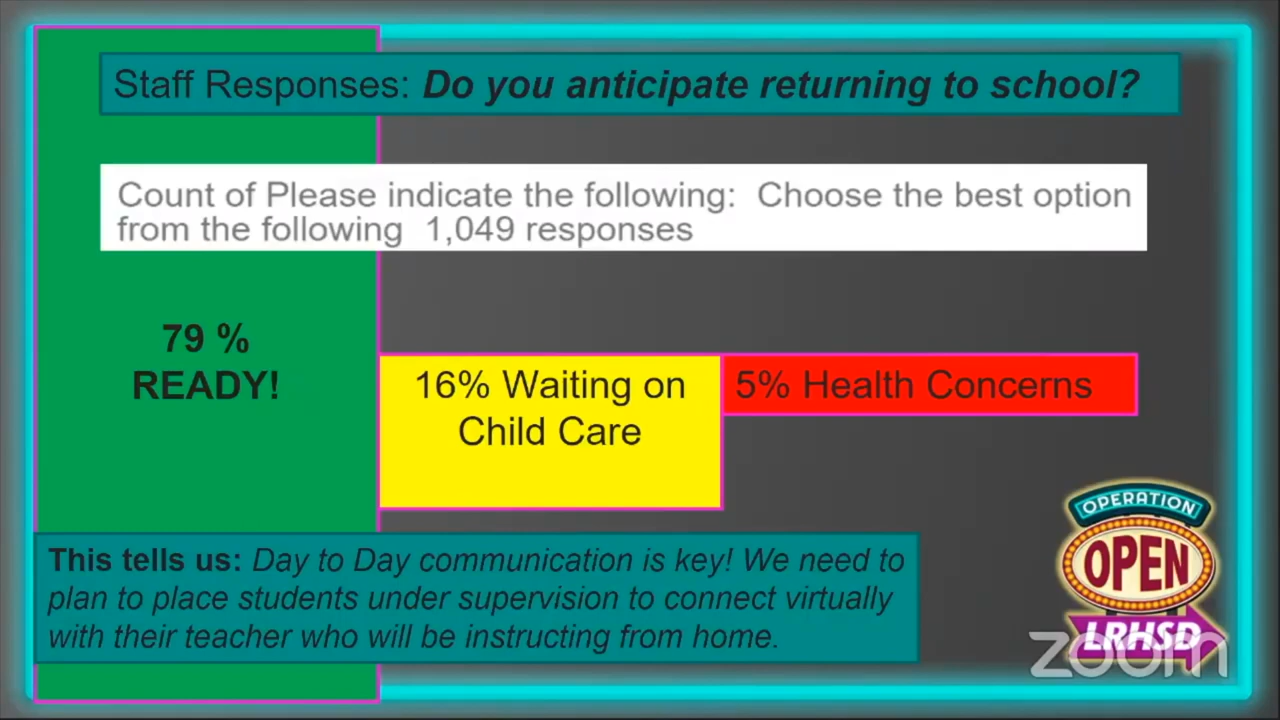 Staff Responses: Do you anticipate returning to school?
Count of Please indicate the following:  Choose the best option
from the following  1,049 responses
79 %
READY!
16% Waiting on
Child Care
5% Health Concerns
This tells us: Day to Day communication is key! We need to
plan to place students under supervision to connect virtually
with their teacher who will be instructing from home.
OPERATION
OPEN
LRHSD
zoom